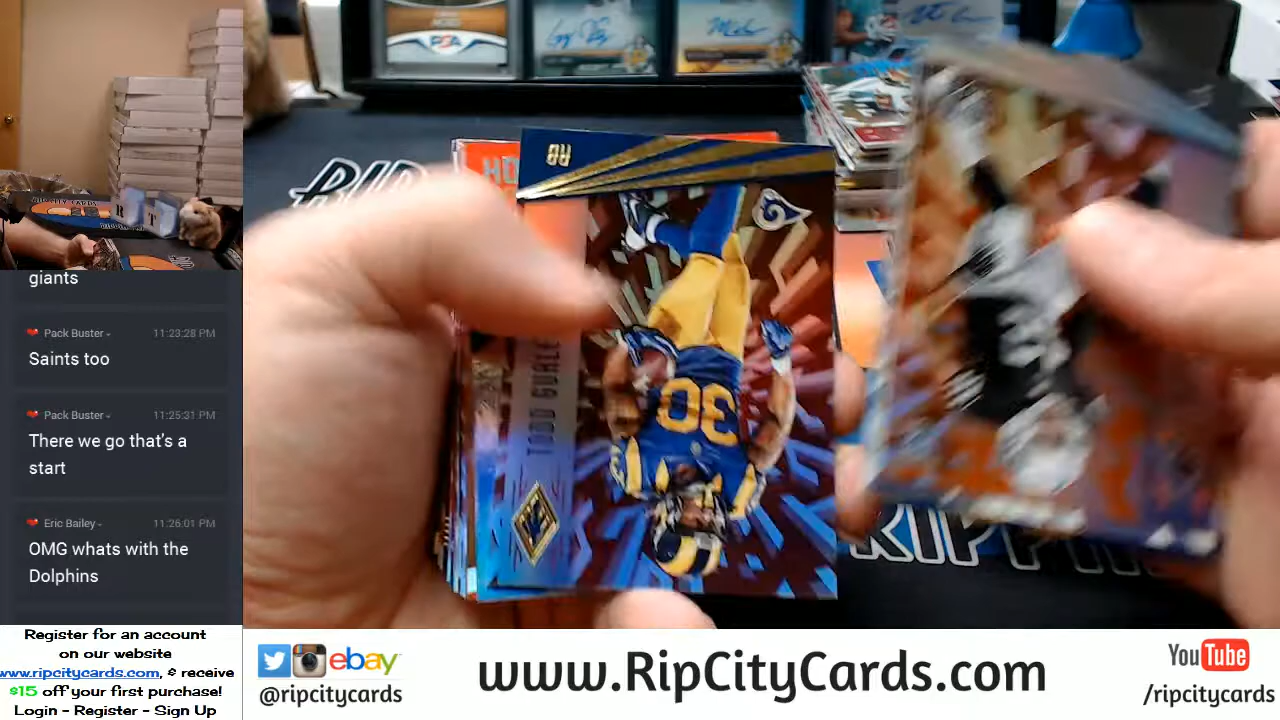 giants
Pack Buster
11:23:28 PM
Saints too
Pack Buster
11:25:31 PM
There we go that's a
start
Eric Bailey
11:26:01 PM
OMG whats with the
Dolphins
Register for an account
on our website
www.ripcitycards.com, & receive
$15 off your first purchase!
Login - Register - Sign Up
ebay
@ripcitycards
www.RipCityCards.com
YouTube
/ripcitycards
RB
30
PSA
RIP